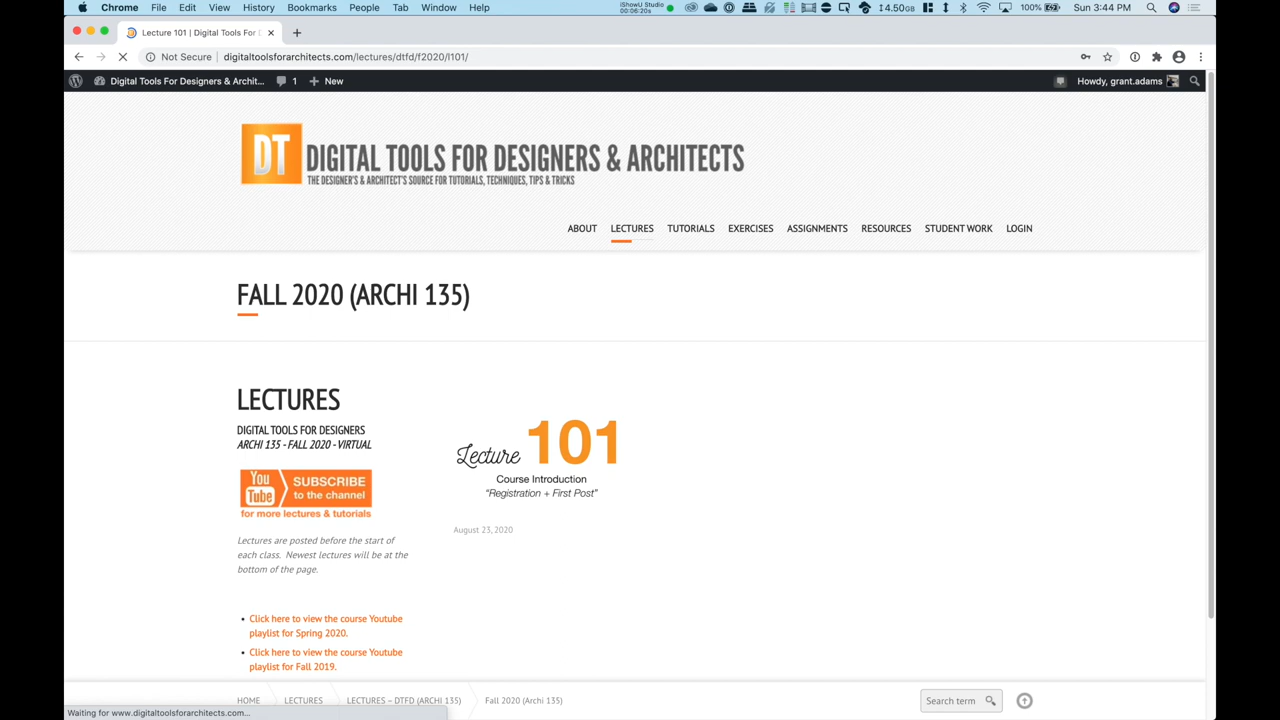 Chrome File Edit View History Bookmarks People Tab Window Help
iShowU Studio
00:06:20s
4.50GB
100%
Sun 3:44 PM
Lecture 101 | Digital Tools For D
Not Secure
digitaltoolsforarchitects.com/lectures/dtfd/f2020/l101/
Digital Tools For Designers & Archit...
1
New
Howdy, grant.adams
DT
DIGITAL TOOLS FOR DESIGNERS & ARCHITECTS
THE DESIGNER'S & ARCHITECT'S SOURCE FOR TUTORIALS, TECHNIQUES, TIPS & TRICKS
ABOUT LECTURES TUTORIALS EXERCISES ASSIGNMENTS RESOURCES STUDENT WORK LOGIN
FALL 2020 (ARCHI 135)
LECTURES
DIGITAL TOOLS FOR DESIGNERS
ARCHI 135 - FALL 2020 - VIRTUAL
You
Tube
SUBSCRIBE
to the channel
for more lectures & tutorials
Lectures are posted before the start of
each class. Newest lectures will be at the
bottom of the page.
Click here to view the course Youtube
playlist for Spring 2020.
Click here to view the course Youtube
playlist for Fall 2019.
Lecture 101
Course Introduction
“Registration + First Post”
August 23, 2020
HOME LECTURES LECTURES – DTFD (ARCHI 135) Fall 2020 (Archi 135)
Search term
Waiting for www.digitaltoolsforarchitects.com...